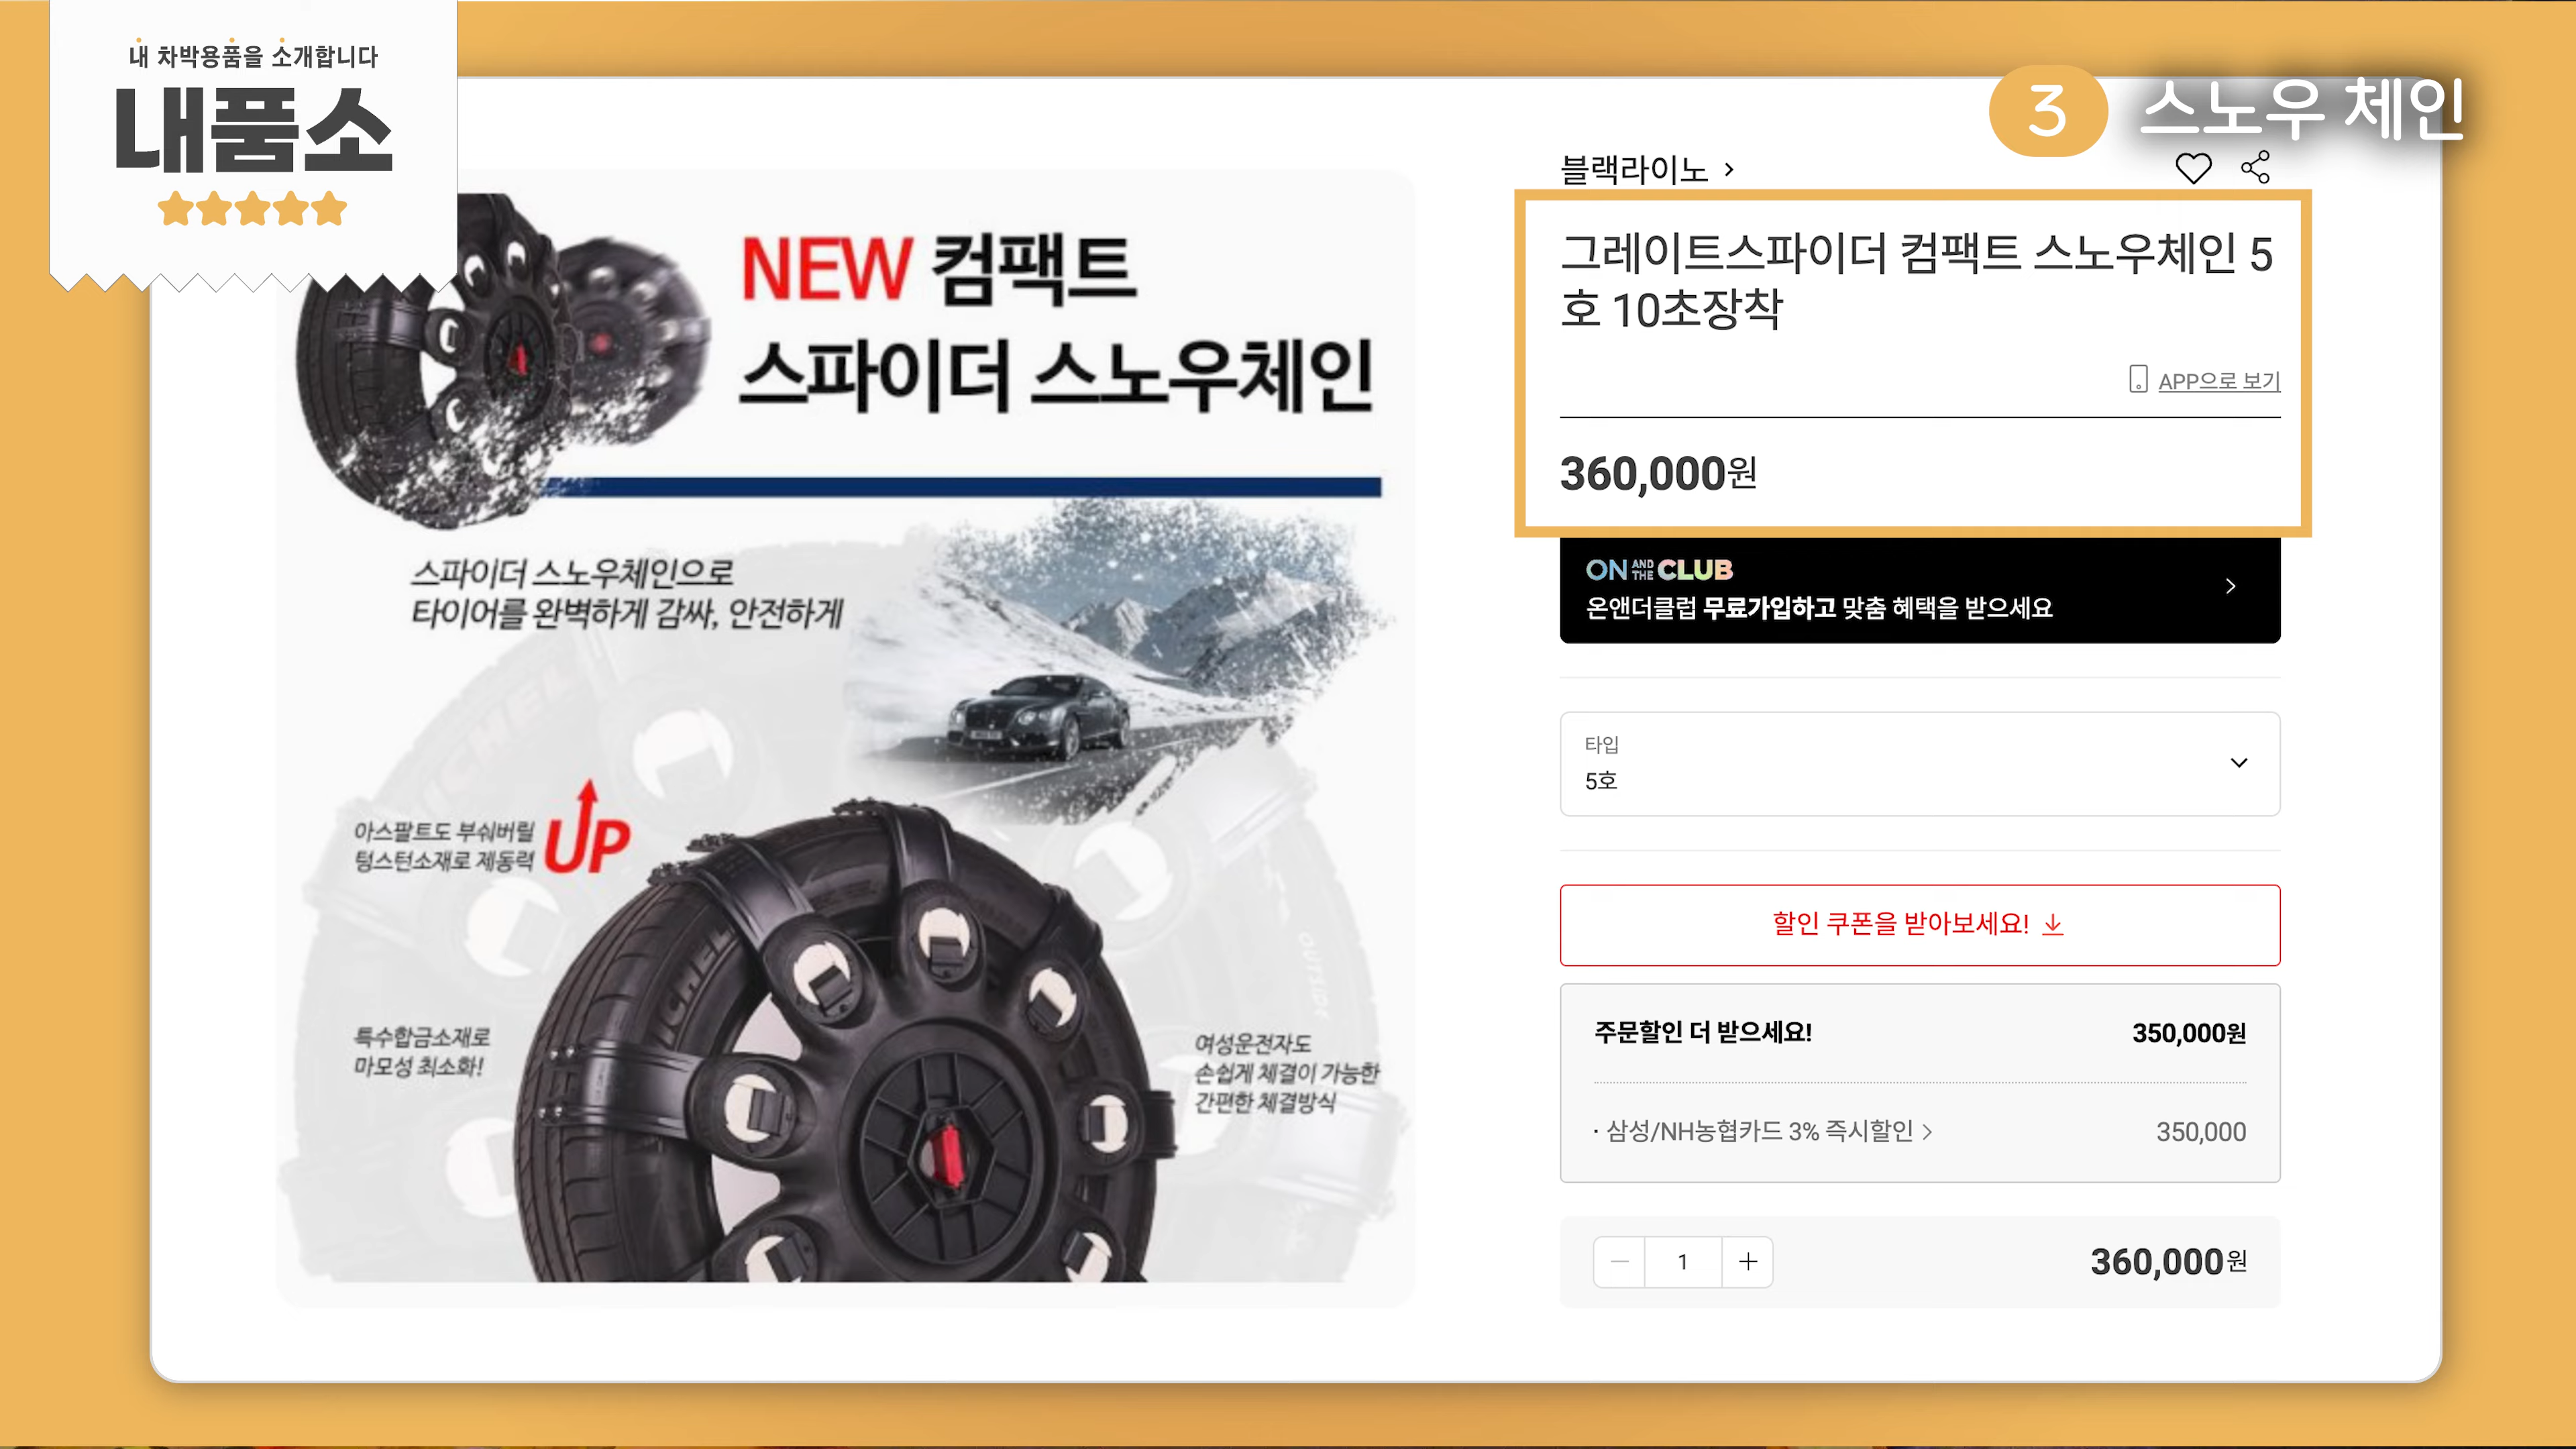 내 차박용품을 소개합니다
내품소
3 스노우 체인
NEW 컴팩트
스파이더 스노우체인
스파이더 스노우체인으로
타이어를 완벽하게 감싸, 안전하게
아스팔트도 부숴버릴
텅스턴소재로 제동력
UP
특수합금소재로
마모성 최소화!
여성운전자도
손쉽게 체결이 가능한
간편한 체결방식
블랙라이노 >
그레이트스파이더 컴팩트 스노우체인 5
호 10초장착
APP으로 보기
360,000원
ON AND THE CLUB
온앤더클럽 무료가입하고 맞춤 혜택을 받으세요
타입
5호
할인 쿠폰을 받아보세요!
주문할인 더 받으세요! 350,000원
· 삼성/NH농협카드 3% 즉시할인 > 350,000
- 1 + 360,000원